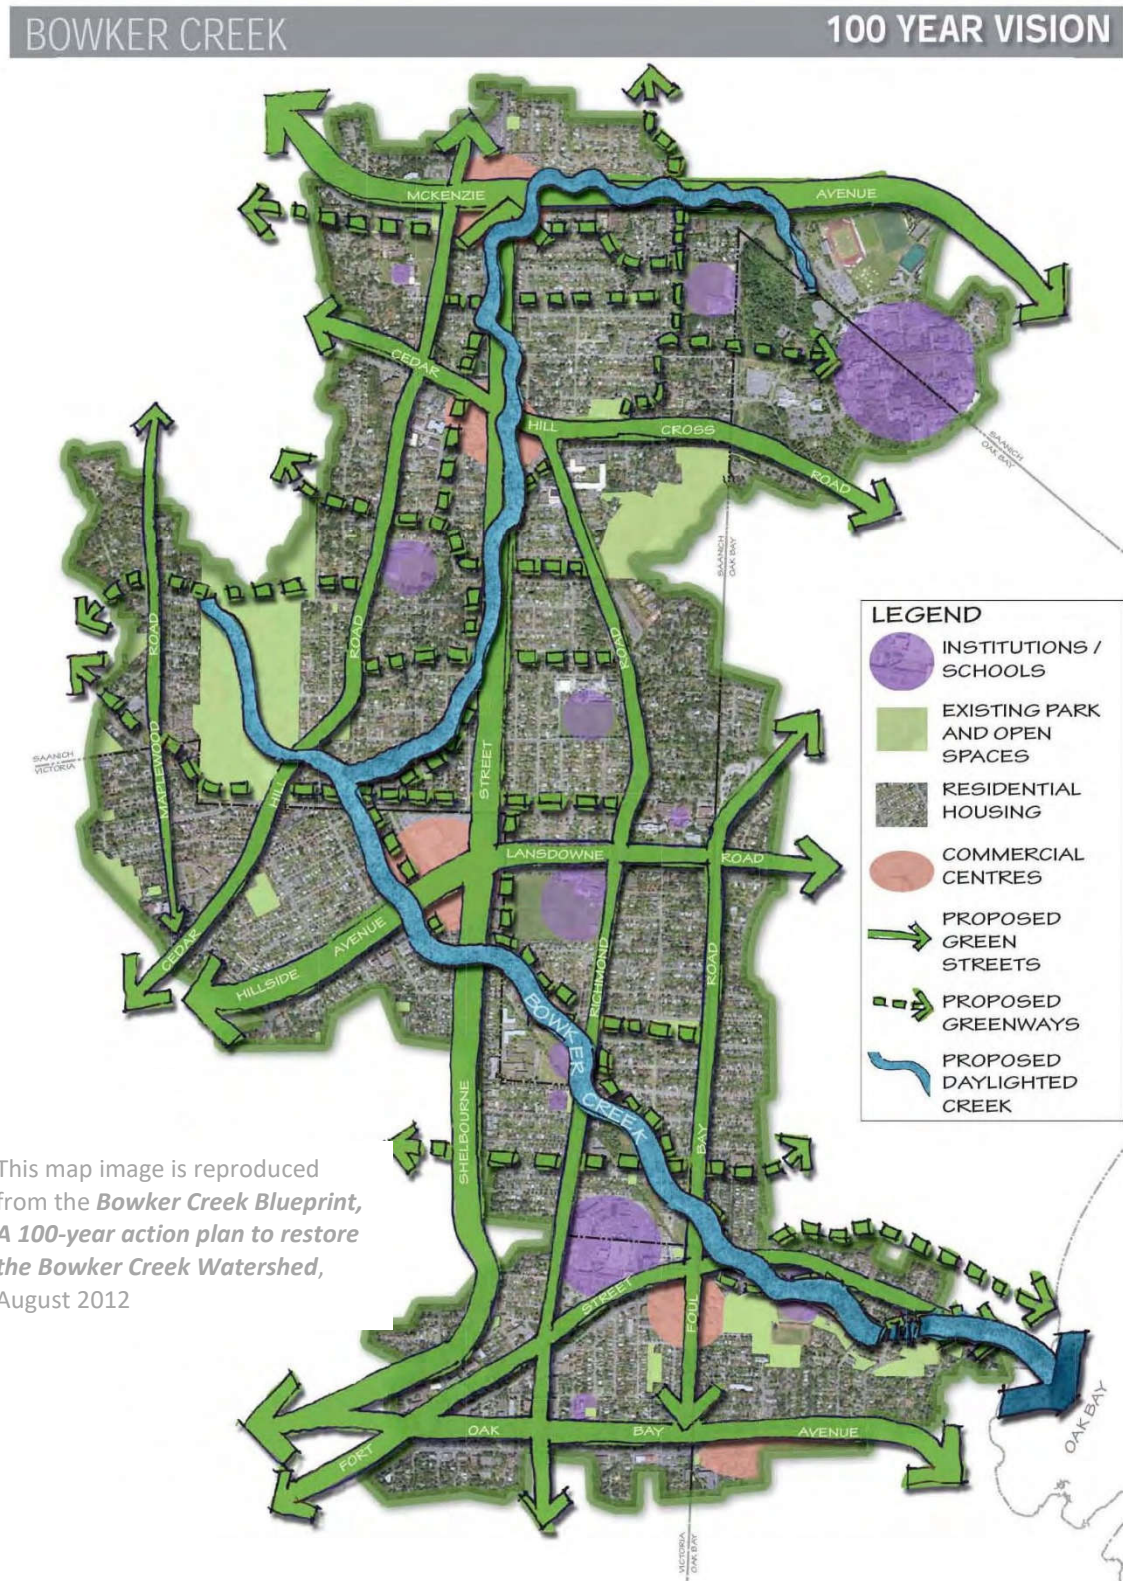 BOWKER CREEK
100 YEAR VISION
MCKENZIE
AVENUE
CEDAR
HILL
CROSS
ROAD
SAANICH
OAK BAY
SAANICH
OAK BAY
ROAD
ROAD
ROAD
MAPLEWOOD
SAANICH
VICTORIA
HILL
STREET
LANSDOWNE
ROAD
CEDAR
HILLSIDE
AVENUE
RICHMOND
ROAD
BOWKER
CREEK
SHELBOURNE
BAY
STREET
FOUL
OAK
BAY
AVENUE
FORT
OAK BAY
VICTORIA
OAK BAY
LEGEND
INSTITUTIONS /
SCHOOLS
EXISTING PARK
AND OPEN
SPACES
RESIDENTIAL
HOUSING
COMMERCIAL
CENTRES
PROPOSED
GREEN
STREETS
PROPOSED
GREENWAYS
PROPOSED
DAYLIGHTED
CREEK
This map image is reproduced
from the Bowker Creek Blueprint,
A 100-year action plan to restore
the Bowker Creek Watershed,
August 2012